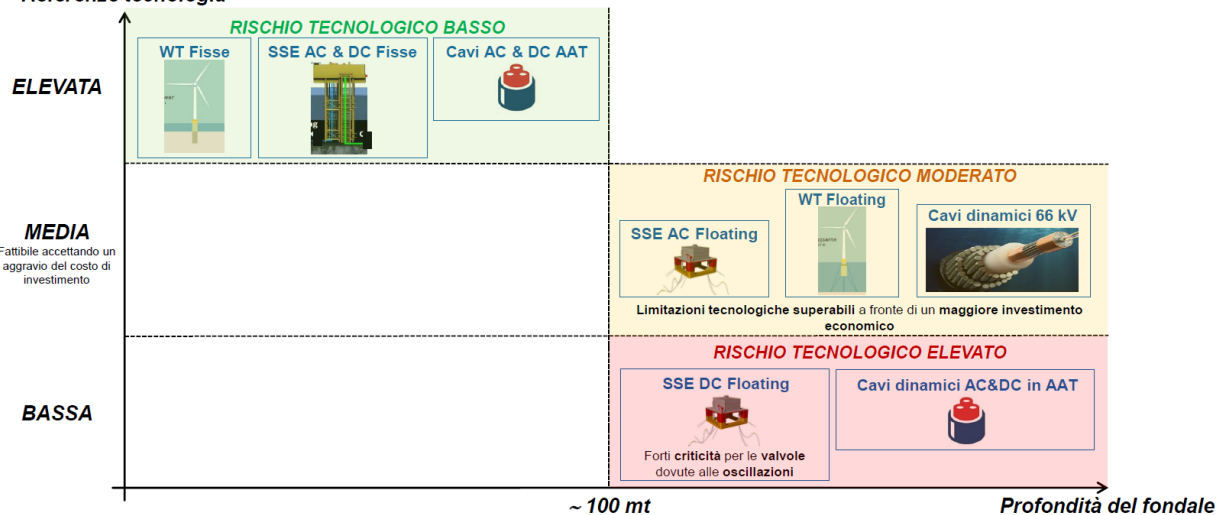 Referenze tecnologia
RISCHIO TECNOLOGICO BASSO
WT Fisse
SSE AC & DC Fisse
Cavi AC & DC AAT
ELEVATA
RISCHIO TECNOLOGICO MODERATO
WT Floating
SSE AC Floating
Cavi dinamici 66 kV
MEDIA
Fattibile accettando un
aggravio del costo di
investimento
Limitazioni tecnologiche superabili a fronte di un maggiore investimento
economico
RISCHIO TECNOLOGICO ELEVATO
SSE DC Floating
Cavi dinamici AC&DC in AAT
BASSA
Forti criticità per le valvole
dovute alle oscillazioni
~ 100 mt
Profondità del fondale